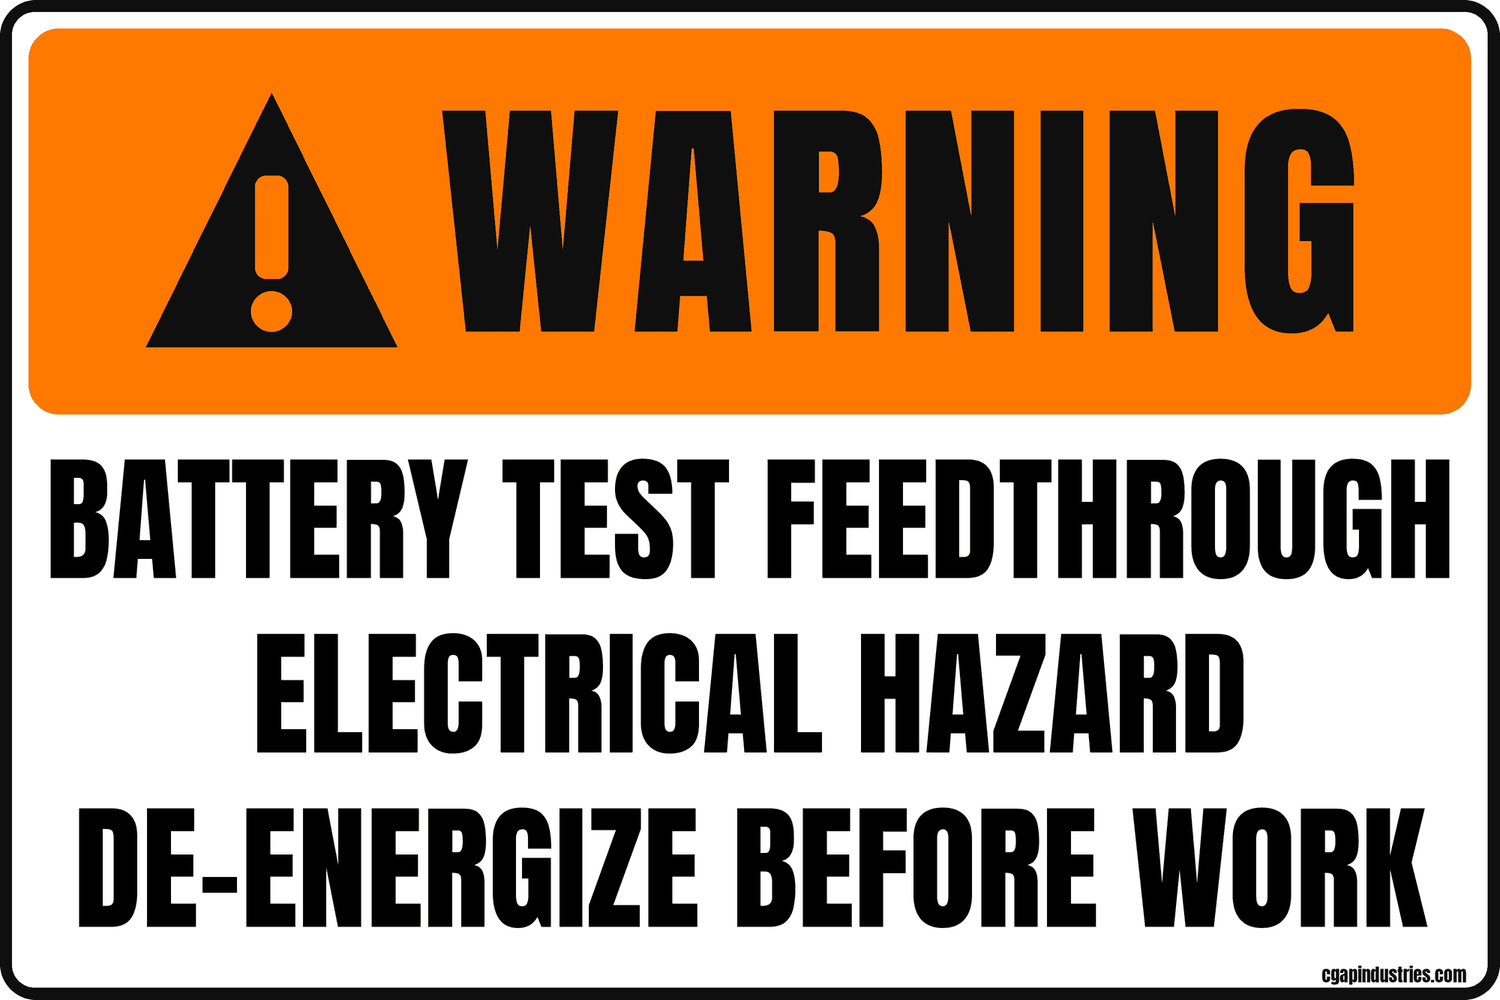 WARNING
BATTERY TEST FEEDTHROUGH
ELECTRICAL HAZARD
DE-ENERGIZE BEFORE WORK
cgapindustries.com